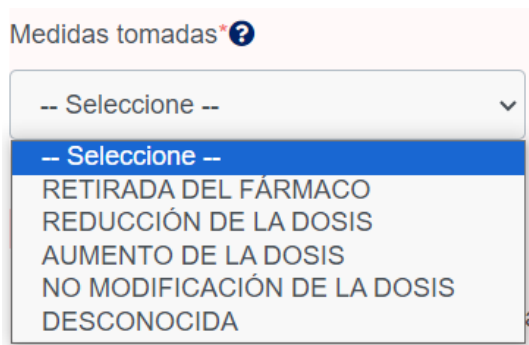 Medidas tomadas*?
-- Seleccione --
-- Seleccione --
RETIRADA DEL FÁRMACO
REDUCCIÓN DE LA DOSIS
AUMENTO DE LA DOSIS
NO MODIFICACIÓN DE LA DOSIS
DESCONOCIDA